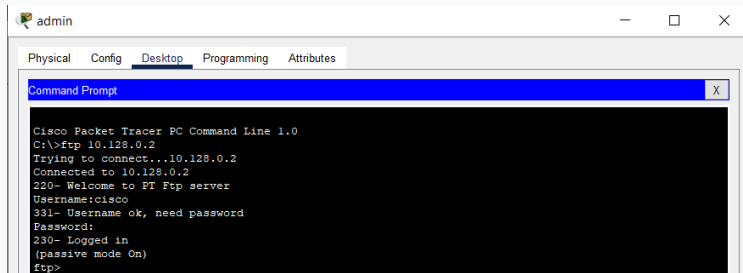 admin
Physical Config Desktop Programming Attributes
Command Prompt
X
Cisco Packet Tracer PC Command Line 1.0
C:\>ftp 10.128.0.2
Trying to connect...10.128.0.2
Connected to 10.128.0.2
220- Welcome to PT Ftp server
Username:cisco
331- Username ok, need password
Password:
230- Logged in
(passive mode On)
ftp>